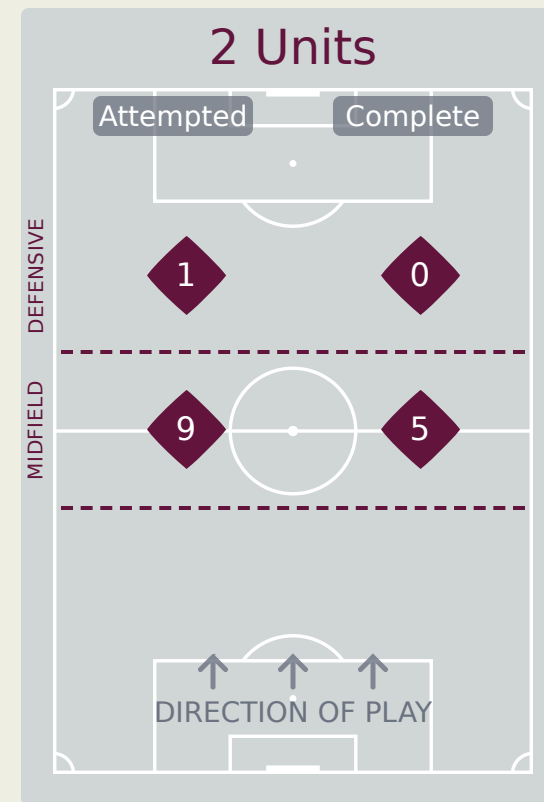 2 Units
Attempted
Complete
DEFENSIVE
1
0
MIDFIELD
9
5
DIRECTION OF PLAY